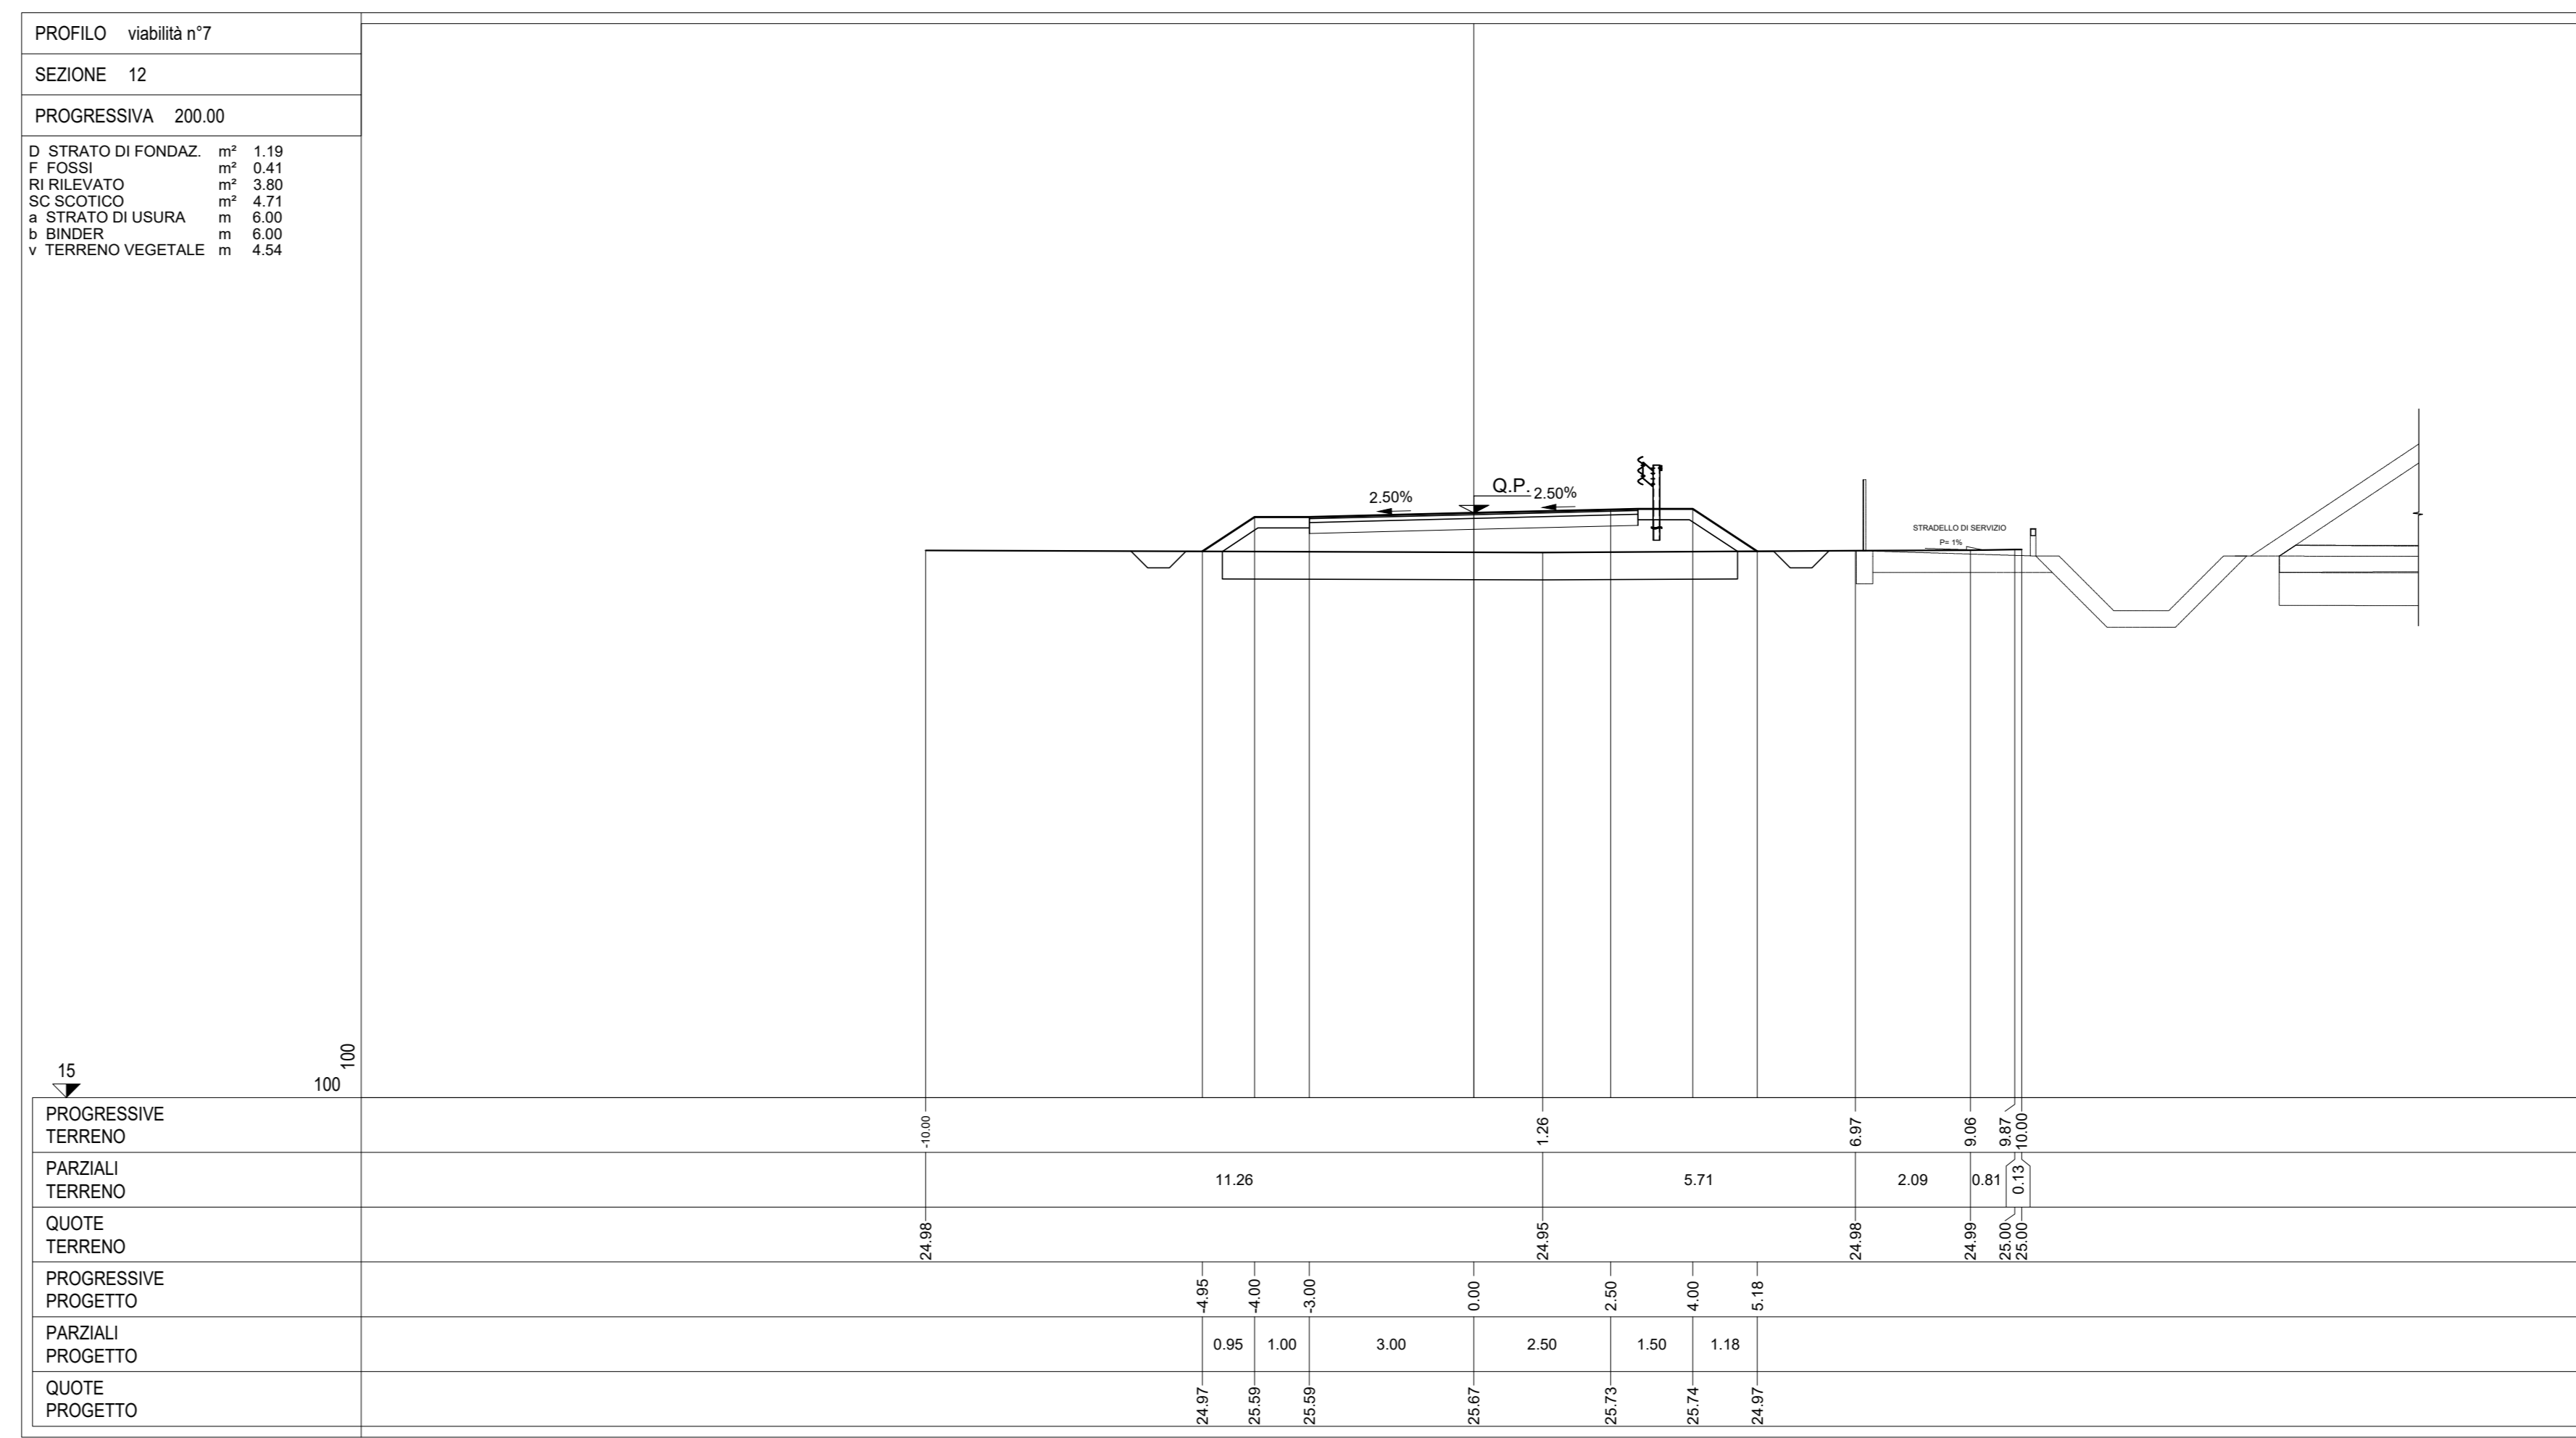 PROFILO viabilità n°7
SEZIONE 12
PROGRESSIVA 200.00
D STRATO DI FONDAZ. m² 1.19
F FOSSI m² 0.41
RI RILEVATO m² 3.80
SC SCOTICO m² 4.71
a STRATO DI USURA m 6.00
b BINDER m 6.00
v TERRENO VEGETALE m 4.54
2.50%
Q.P.
2.50%
STRADELLO DI SERVIZIO
P= 1%
15
100
100
PROGRESSIVE
TERRENO
-10.00 1.26 6.97 9.06 9.87 10.00
PARZIALI
TERRENO
11.26 5.71 2.09 0.81 0.13
QUOTE
TERRENO
24.98 24.95 24.98 24.99 25.00 25.00
PROGRESSIVE
PROGETTO
-4.95 -4.00 -3.00 0.00 2.50 4.00 5.18
PARZIALI
PROGETTO
0.95 1.00 3.00 2.50 1.50 1.18
QUOTE
PROGETTO
24.97 25.59 25.59 25.67 25.73 25.74 24.97